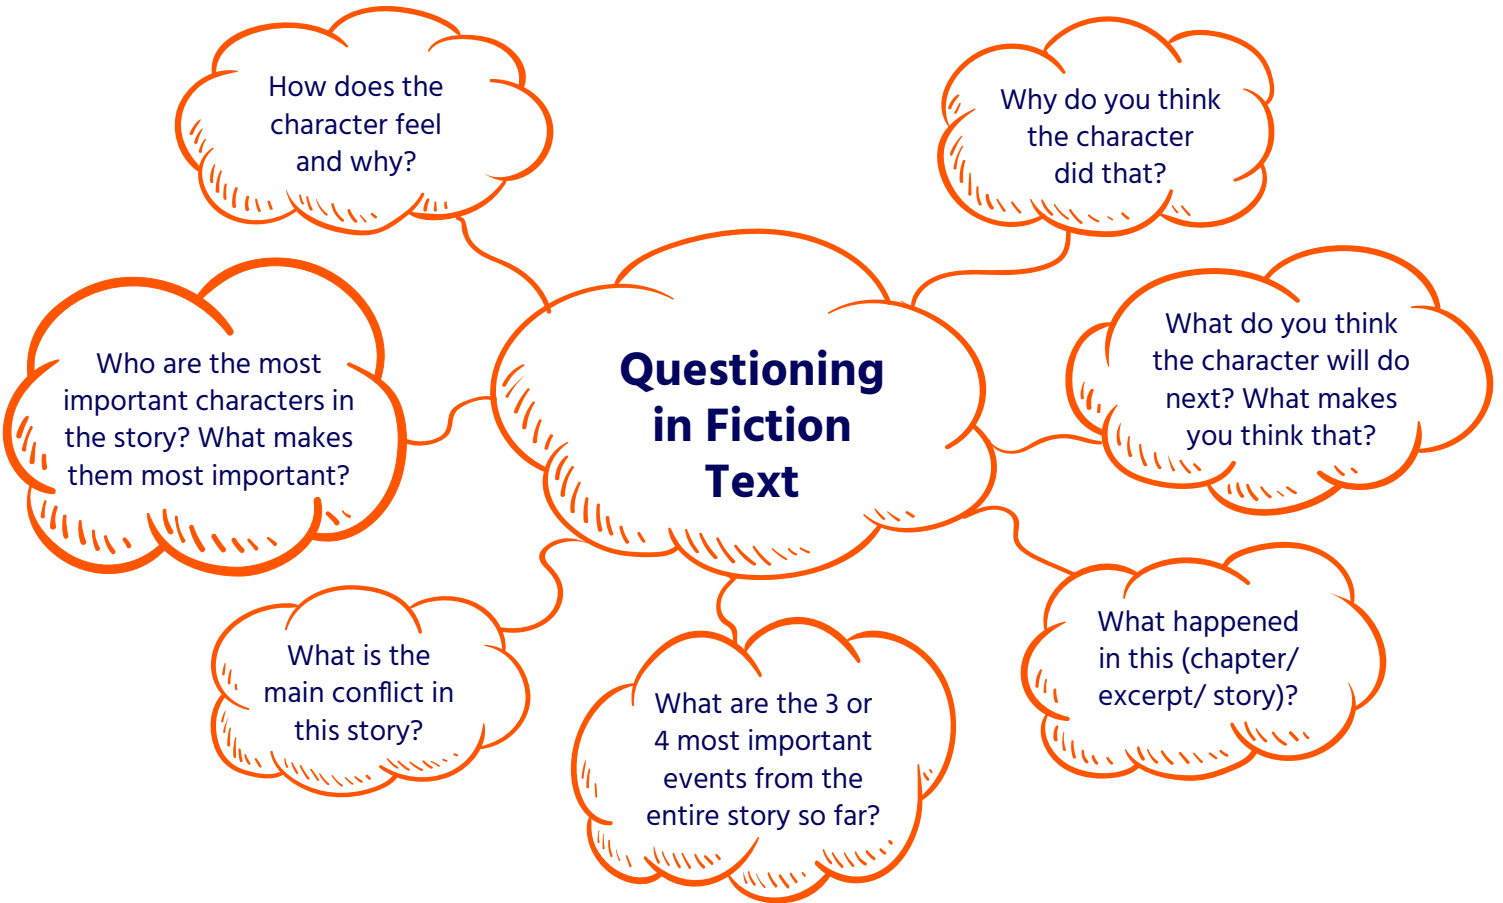 How does the
character feel
and why?
Why do you think
the character
did that?
Who are the most
important characters in
the story? What makes
them most important?
Questioning
in Fiction
Text
What do you think
the character will do
next? What makes
you think that?
What is the
main conflict in
this story?
What are the 3 or
4 most important
events from the
entire story so far?
What happened
in this (chapter/
excerpt/ story)?